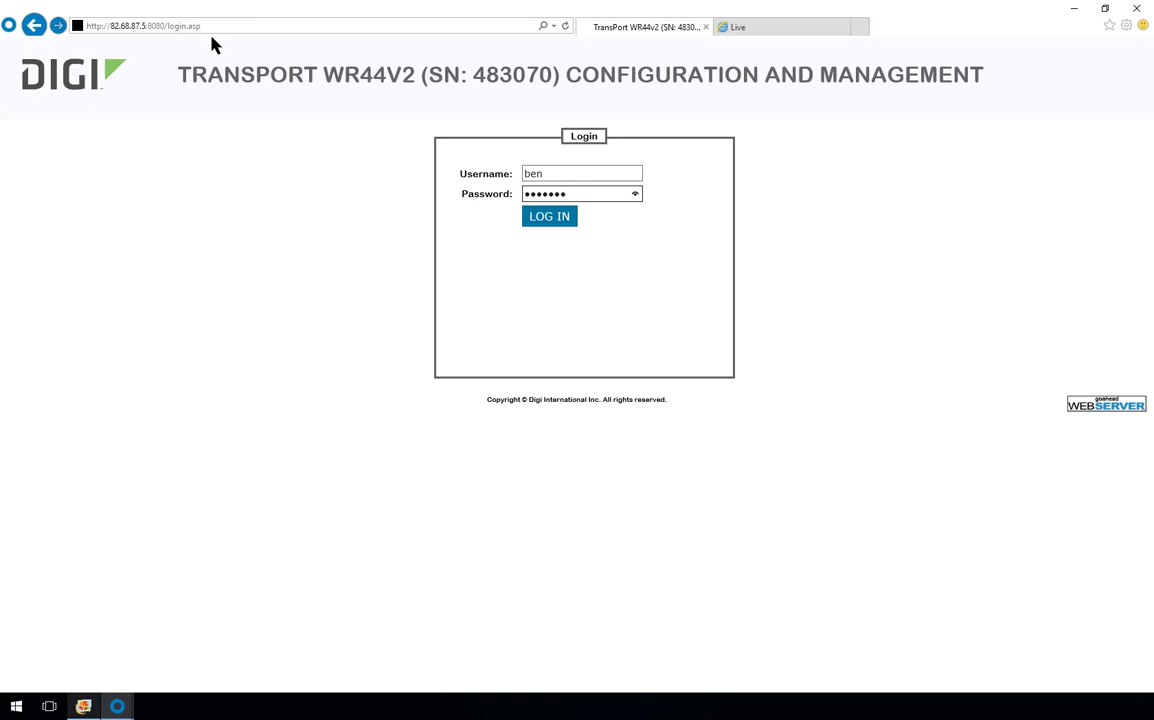 http://82.68.87.5:8080/login.asp
TransPort WR44v2 (SN: 4830...
Live
DIGI
TRANSPORT WR44V2 (SN: 483070) CONFIGURATION AND MANAGEMENT
Login
Username: ben
Password: •••••••
LOG IN
Copyright © Digi International Inc. All rights reserved.
goahead
WEBSERVER